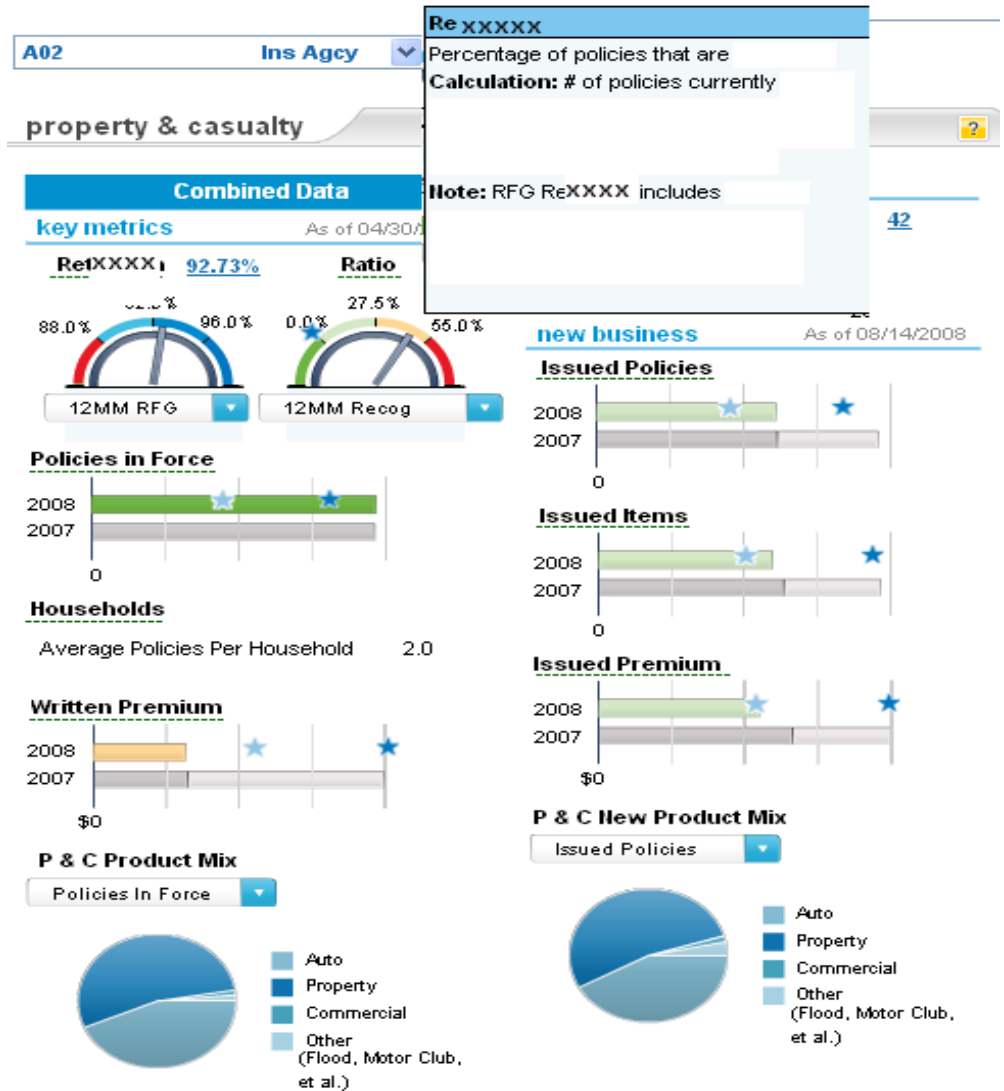 Re xxxxx
A02 Ins Agcy
Percentage of policies that are
Calculation: # of policies currently
property & casualty
?
Combined Data
Note: RFG ReXXXX includes
key metrics As of 04/30/
42
RetXXXX 92.73% Ratio
88.0% 96.0% 0.0% 27.5% 55.0%
12MM RFG 12MM Recog
new business As of 08/14/2008
Issued Policies
2008
2007
0
Policies in Force
2008
2007
0
Issued Items
2008
2007
0
Households
Average Policies Per Household 2.0
Issued Premium
2008
2007
$0
Written Premium
2008
2007
$0
P & C New Product Mix
Issued Policies
P & C Product Mix
Policies In Force
Auto
Property
Commercial
Other
(Flood, Motor Club,
et al.)
Auto
Property
Commercial
Other
(Flood, Motor Club,
et al.)